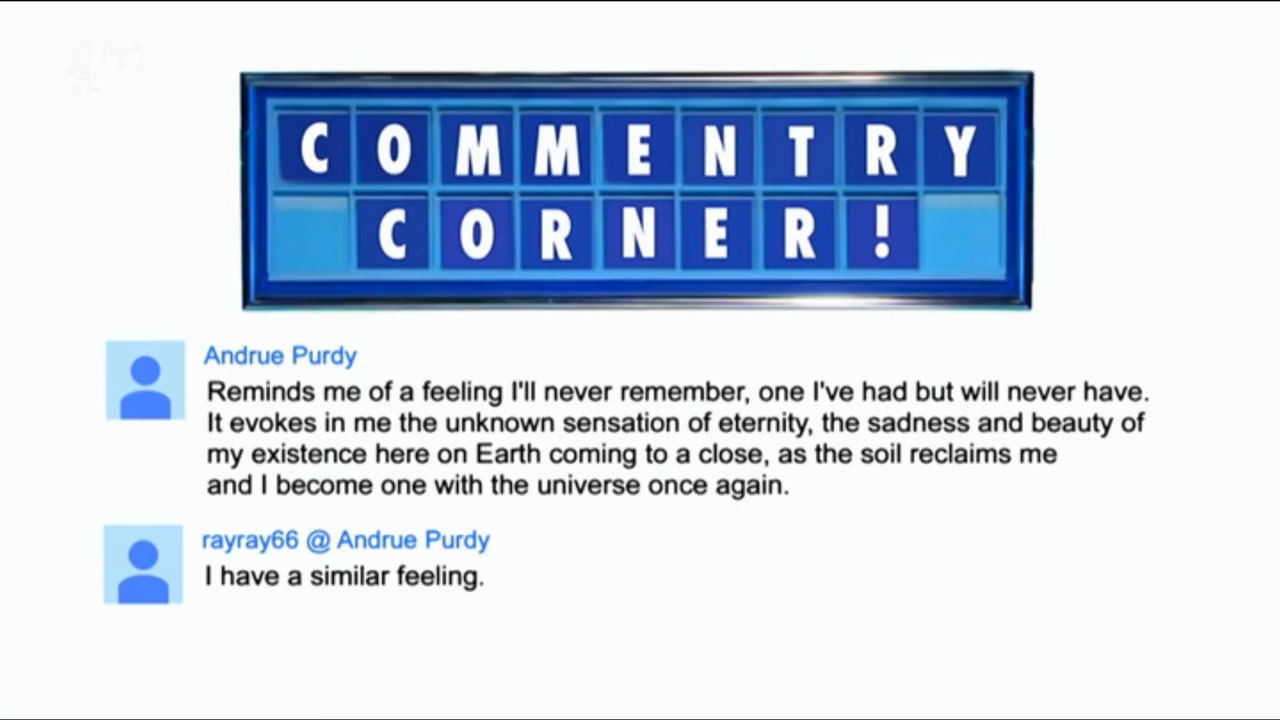 4hd
COMMENTRY
CORNER!
Andrue Purdy
Reminds me of a feeling I'll never remember, one I've had but will never have.
It evokes in me the unknown sensation of eternity, the sadness and beauty of
my existence here on Earth coming to a close, as the soil reclaims me
and I become one with the universe once again.
rayray66 @ Andrue Purdy
I have a similar feeling.